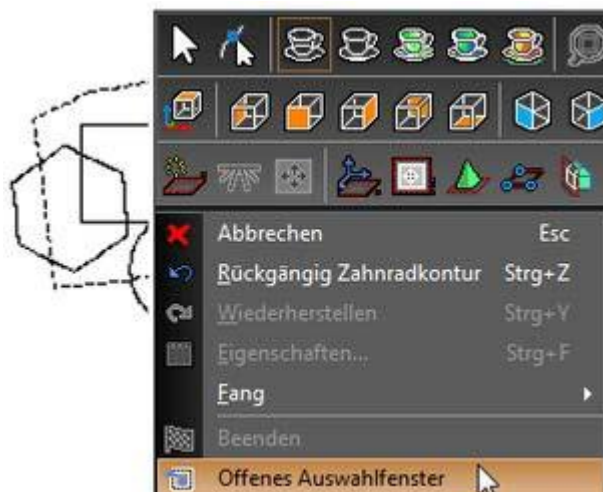 Abbrechen Esc
Rückgängig Zahnradkontur Strg+Z
Wiederherstellen Strg+Y
Eigenschaften... Strg+F
Fang
Beenden
Offenes Auswahlfenster